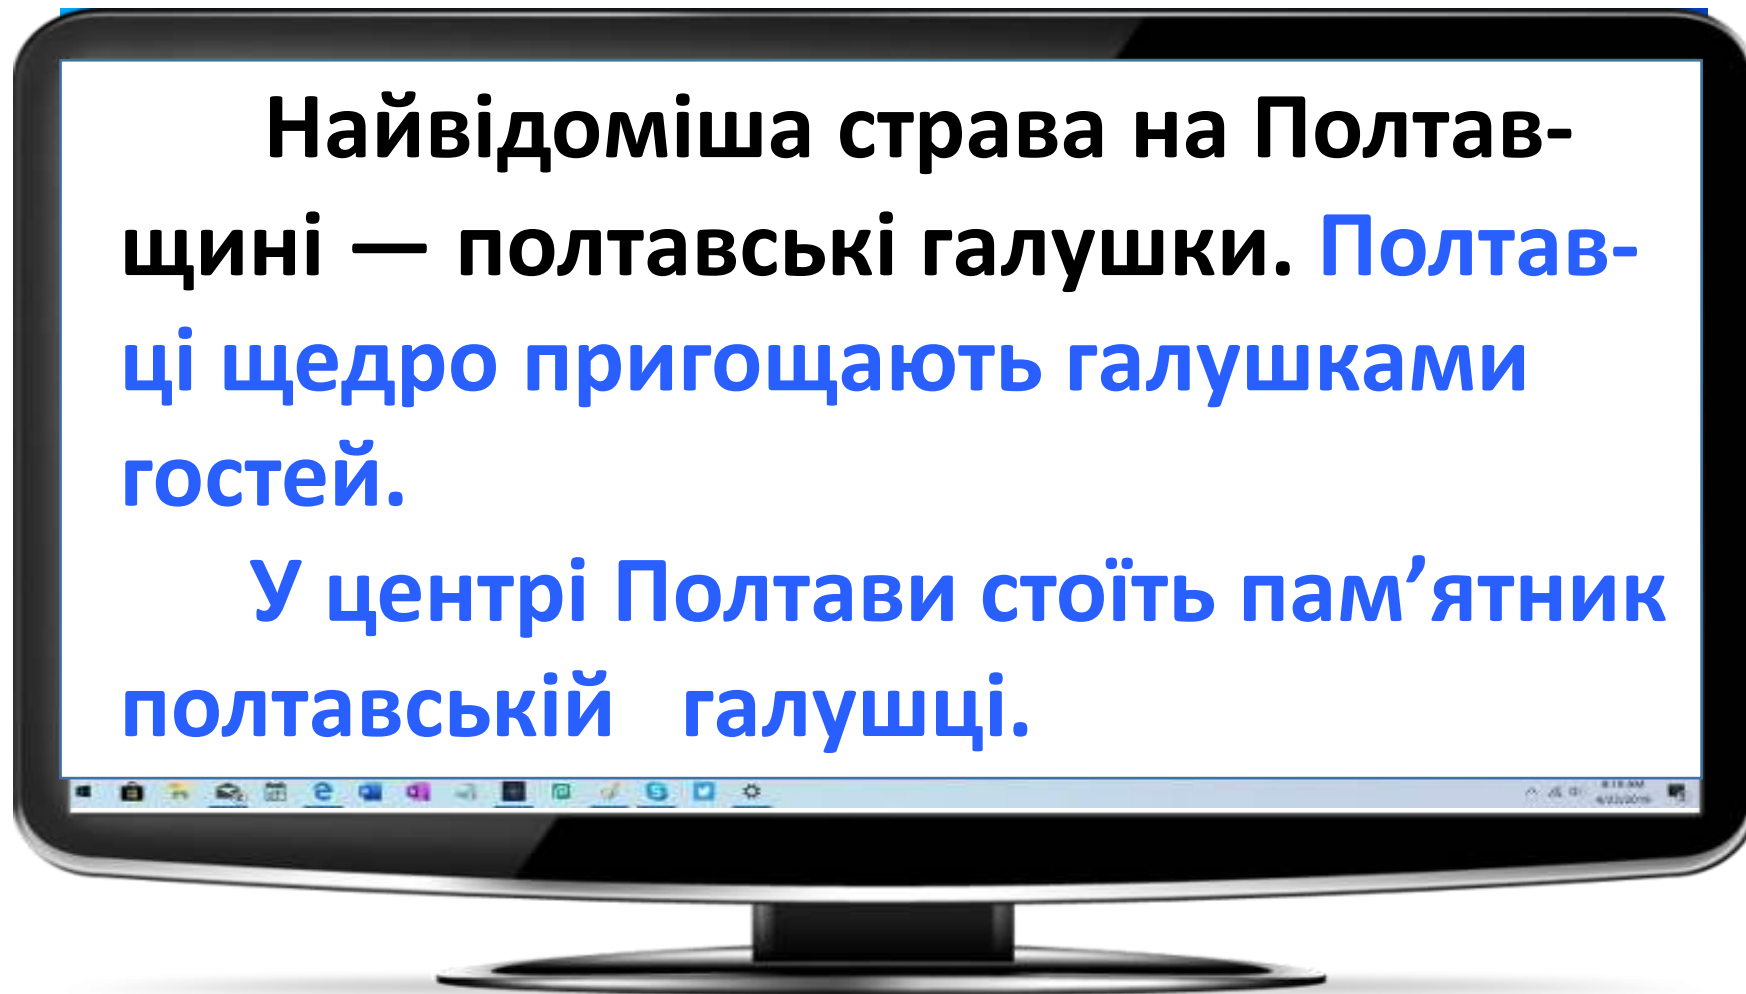 Найвідоміша страва на Полтав-
щині — полтавські галушки. Полтав-
ці щедро пригощають галушками
гостей.
У центрі Полтави стоїть пам’ятник
полтавській галушці.